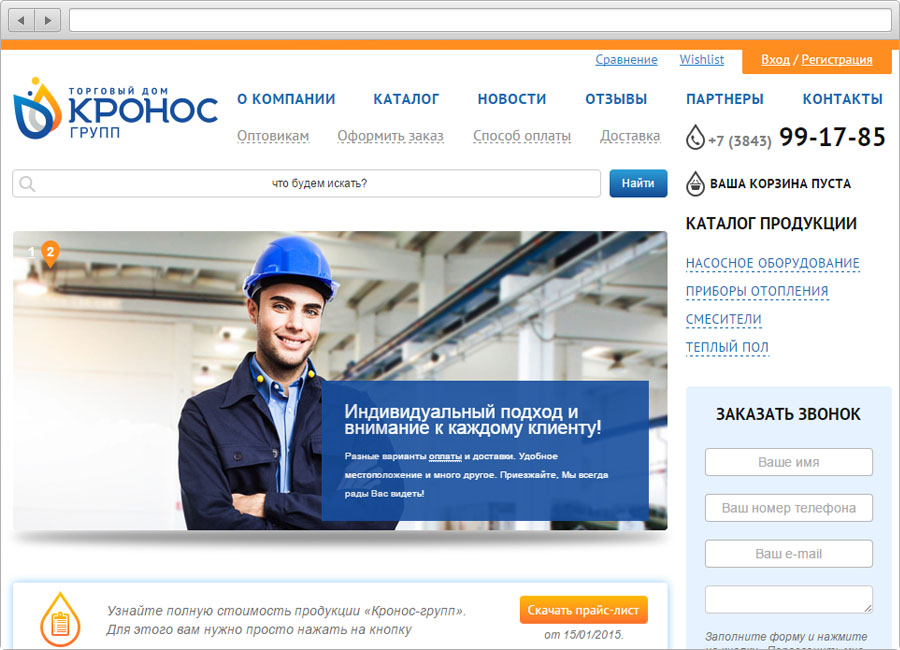 Сравнение Wishlist Вход / Регистрация
ТОРГОВЫЙ ДОМ
КРОНОС
ГРУПП
О КОМПАНИИ КАТАЛОГ НОВОСТИ ОТЗЫВЫ ПАРТНЕРЫ КОНТАКТЫ
Оптовикам Оформить заказ Способ оплаты Доставка
+7 (3843) 99-17-85
что будем искать? Найти
ВАША КОРЗИНА ПУСТА
1 2
Индивидуальный подход и
внимание к каждому клиенту!
Разные варианты оплаты и доставки. Удобное
местоположение и много другое. Приезжайте, Мы всегда
рады Вас видеть!
КАТАЛОГ ПРОДУКЦИИ
НАСОСНОЕ ОБОРУДОВАНИЕ
ПРИБОРЫ ОТОПЛЕНИЯ
СМЕСИТЕЛИ
ТЕПЛЫЙ ПОЛ
ЗАКАЗАТЬ ЗВОНОК
Ваше имя
Ваш номер телефона
Ваш e-mail
Заполните форму и нажмите
Узнайте полную стоимость продукции «Кронос-групп».
Для этого вам нужно просто нажать на кнопку
Скачать прайс-лист
от 15/01/2015.